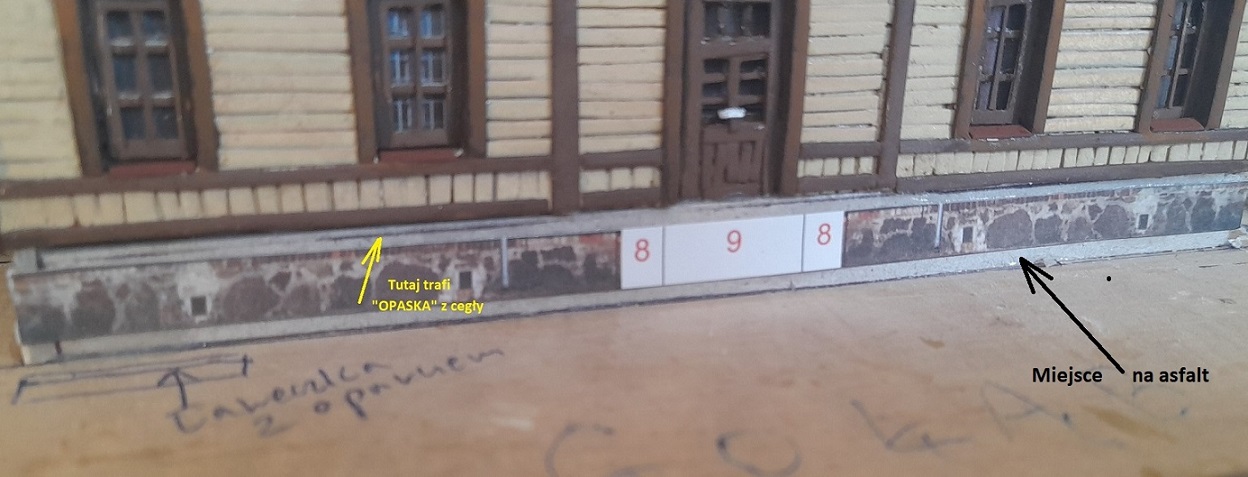 8 9 8
Tutaj trafi
"OPASKA" z cegły
Miejsce na asfalt
Ławeczka
z oparciem